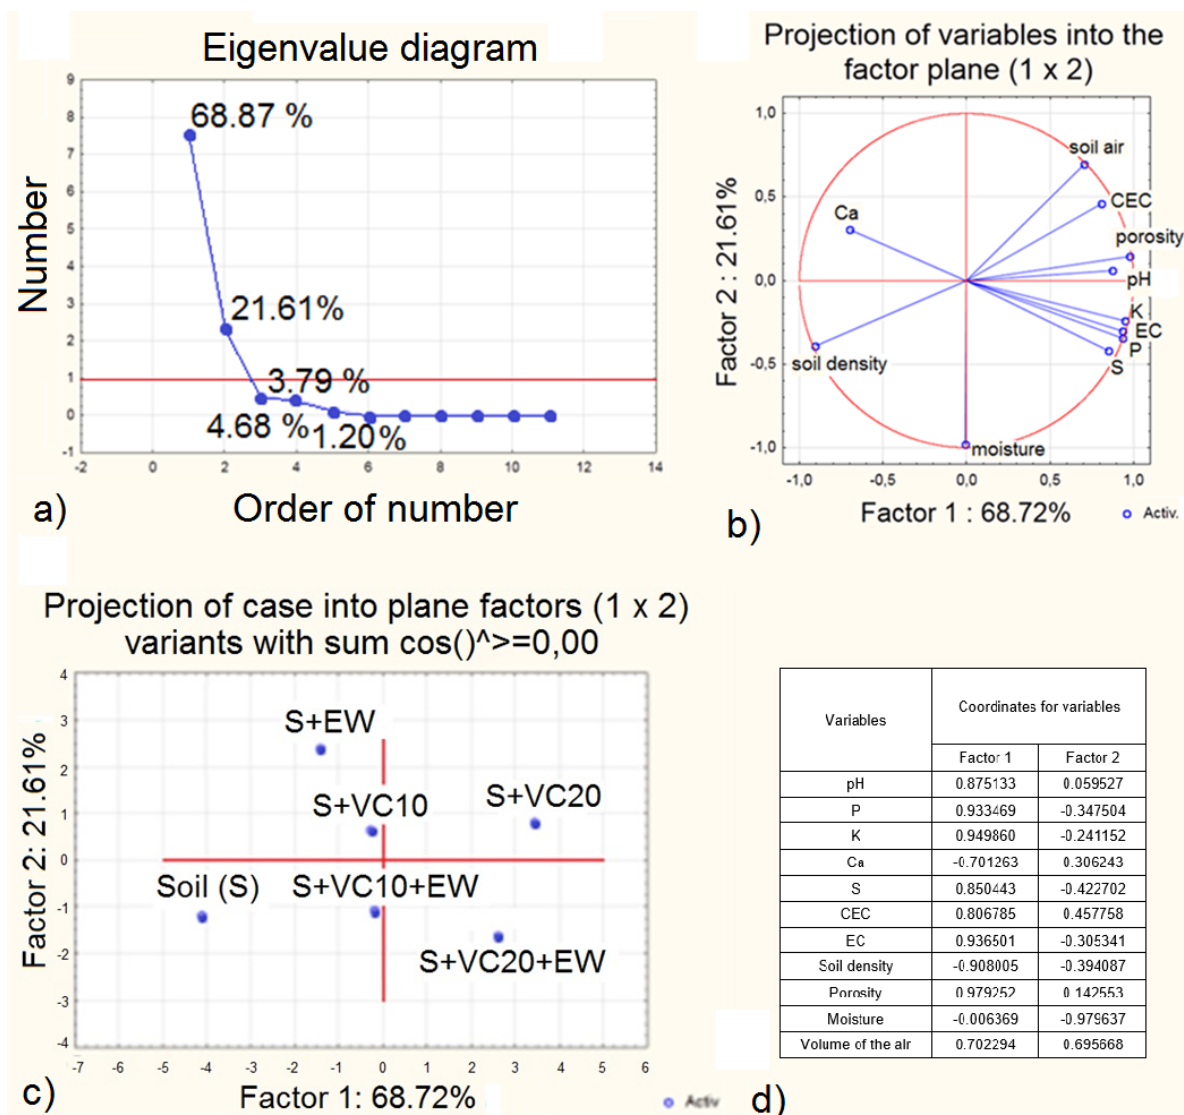 Eigenvalue diagram
Number
9
8
7
6
5
4
3
2
1
0
-1
68.87 %
21.61%
3.79 %
4.68 %
1.20%
-2
0
2
4
6
8
10
12
14
a)
Order of number
Projection of variables into the
factor plane (1 x 2)
Factor 2 : 21.61%
1,0
0,5
0,0
-0,5
-1,0
soil air
CEC
Ca
porosity
pH
K
EC
P
S
soil density
moisture
-1,0
-0,5
0,0
0,5
1,0
Factor 1 : 68.72%
Activ.
b)
Projection of case into plane factors (1 x 2)
variants with sum cos()^>=0,00
Factor 2: 21.61%
4
3
2
1
0
-1
-2
-3
-4
S+EW
S+VC10
S+VC20
Soil (S)
S+VC10+EW
S+VC20+EW
-7
-6
-5
-4
-3
-2
-1
0
1
2
3
4
5
6
c)
Factor 1: 68.72%
Activ
Variables
Coordinates for variables
Factor 1
Factor 2
pH 0.875133 0.059527
P 0.933469 -0.347504
K 0.949860 -0.241152
Ca -0.701263 0.306243
S 0.850443 -0.422702
CEC 0.806785 0.457758
EC 0.936501 -0.305341
Soil density -0.908005 -0.394087
Porosity 0.979252 0.142553
Moisture -0.006369 -0.979637
Volume of the air 0.702294 0.695668
d)